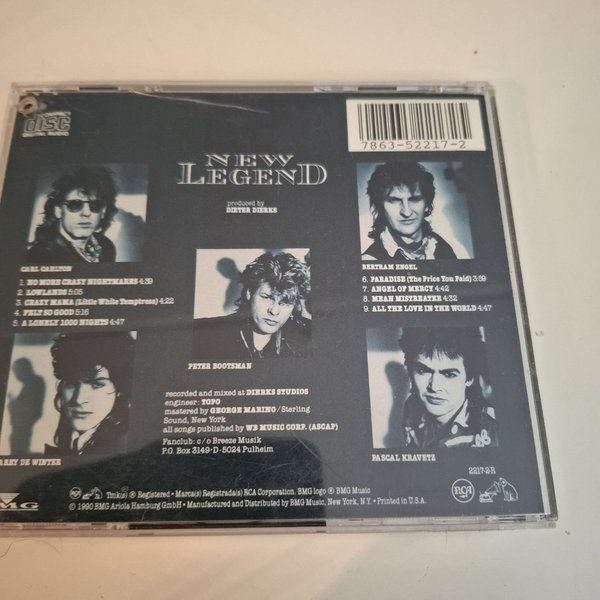 disc
DIGITAL AUDIO
7863-52217-2
NEW
LEGEND
produced by
DIETER DIERKS
CARL CARLTON
1. NO MORE CRAZY NIGHTMARES 4:39
2. LOWLANDS 5:05
3. CRAZY MAMA (Little White Temptress) 4:22
4. FELT SO GOOD 5:16
5. A LONELY 1000 NIGHTS 4:47
BERTRAM ENGEL
6. PARADISE (The Price You Paid) 3:59
7. ANGEL OF MERCY 4:42
8. MEAN MISTREATER 4:32
9. ALL THE LOVE IN THE WORLD 4:47
PETER BOOTSMAN
recorded and mixed at DIERKS STUDIOS
engineer: TOPO
mastered by GEORGE MARINO/Sterling
Sound, New York
all songs published by WB MUSIC CORP. (ASCAP)
Fanclub: c/o Breeze Musik
P.O. Box 3149 · D-5024 Pulheim
ARRY DE WINTER
PASCAL KRAVETZ
2217-2-R
MG
RCA
Tmk(s) ® Registered • Marca(s) Registrada(s) RCA Corporation. BMG logo ® BMG Music
© 1990 BMG Ariola Hamburg GmbH • Manufactured and Distributed by BMG Music, New York, N.Y. • Printed in U.S.A.